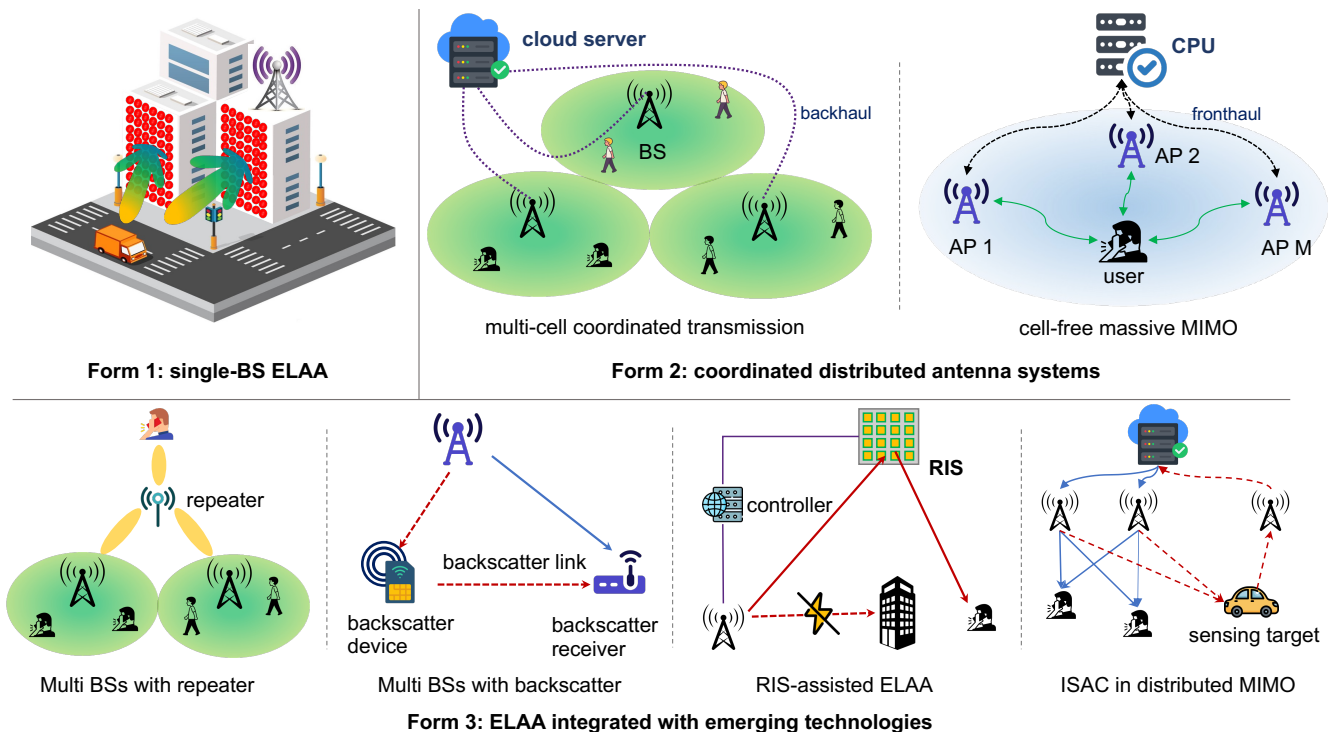 cloud server
BS
backhaul
multi-cell coordinated transmission
CPU
fronthaul
AP 2
AP 1
AP M
user
cell-free massive MIMO
Form 1: single-BS ELAA
Form 2: coordinated distributed antenna systems
repeater
Multi BSs with repeater
backscatter link
backscatter
device
backscatter
receiver
Multi BSs with backscatter
RIS
controller
RIS-assisted ELAA
sensing target
ISAC in distributed MIMO
Form 3: ELAA integrated with emerging technologies